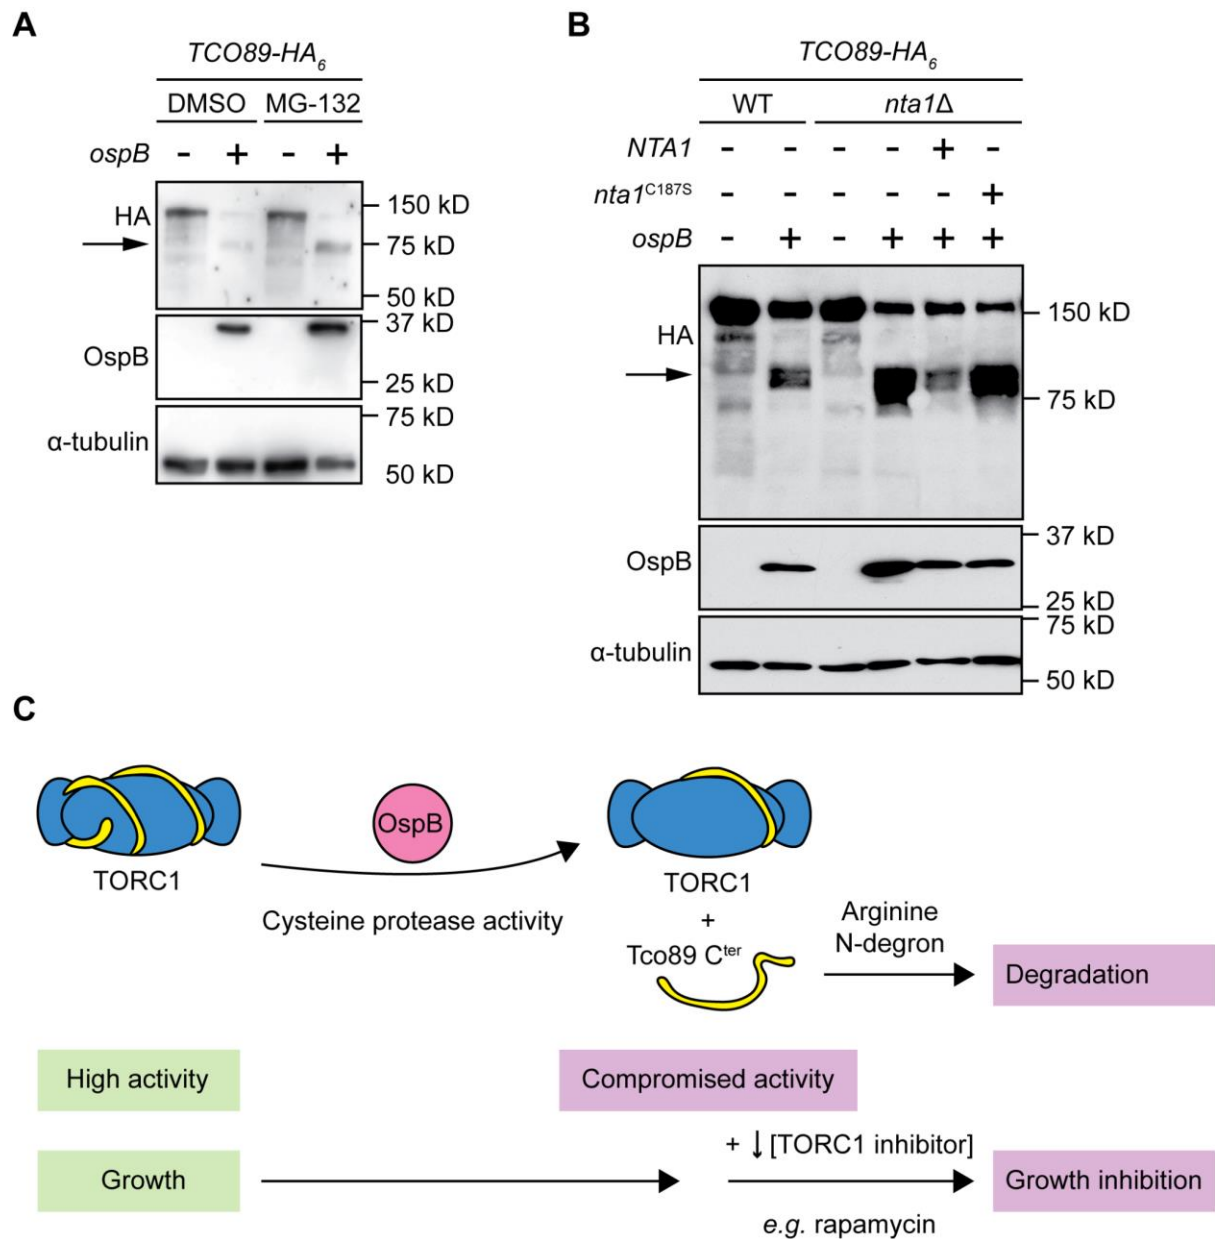 A
TCO89-HA6
DMSO MG-132
ospB - + - +
HA
150 kD
75 kD
50 kD
OspB
37 kD
25 kD
α-tubulin
75 kD
50 kD
B
TCO89-HA6
WT nta1Δ
NTA1 - - - - + -
nta1C187S - - - - - +
ospB - + - + + +
HA
150 kD
75 kD
OspB
37 kD
25 kD
α-tubulin
75 kD
50 kD
C
TORC1
OspB
Cysteine protease activity
TORC1
+
Tco89 Cter
Arginine
N-degron
Degradation
High activity
Compromised activity
Growth
+ ↓ [TORC1 inhibitor]
e.g. rapamycin
Growth inhibition